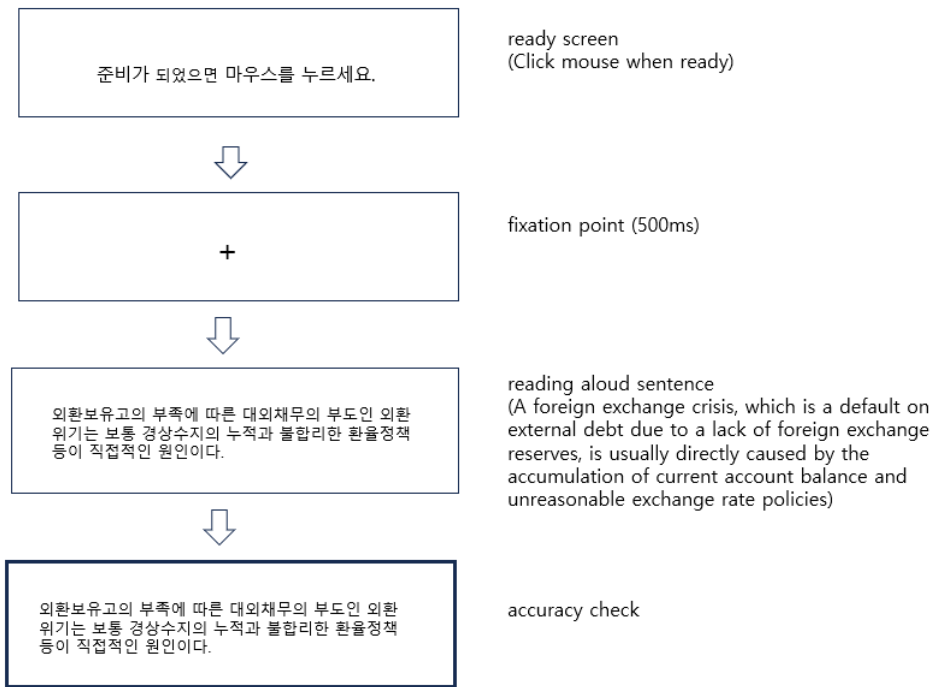 준비가 되었으면 마우스를 누르세요.
ready screen
(Click mouse when ready)
+
fixation point (500ms)
외환보유고의 부족에 따른 대외채무의 부도인 외환
위기는 보통 경상수지의 누적과 불합리한 환율정책
등이 직접적인 원인이다.
reading aloud sentence
(A foreign exchange crisis, which is a default on
external debt due to a lack of foreign exchange
reserves, is usually directly caused by the
accumulation of current account balance and
unreasonable exchange rate policies)
외환보유고의 부족에 따른 대외채무의 부도인 외환
위기는 보통 경상수지의 누적과 불합리한 환율정책
등이 직접적인 원인이다.
accuracy check